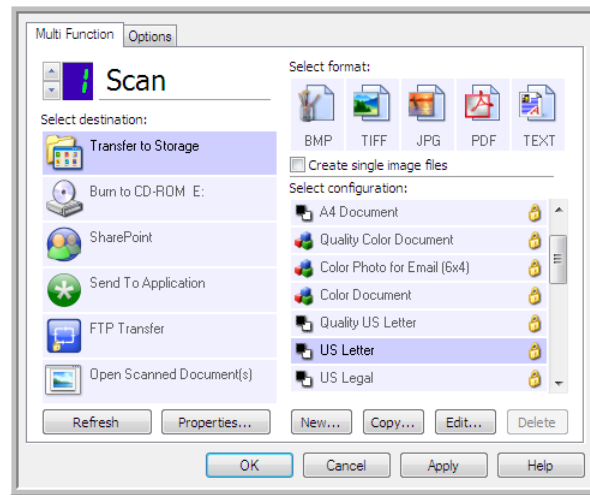 Multi Function
Options
1
Scan
Select destination:
Transfer to Storage
Burn to CD-ROM E:
SharePoint
Send To Application
FTP Transfer
Open Scanned Document(s)
Refresh
Properties...
Select format:
BMP
TIFF
JPG
PDF
TEXT
Create single image files
Select configuration:
A4 Document
Quality Color Document
Color Photo for Email (6x4)
Color Document
Quality US Letter
US Letter
US Legal
New...
Copy...
Edit...
Delete
OK
Cancel
Apply
Help